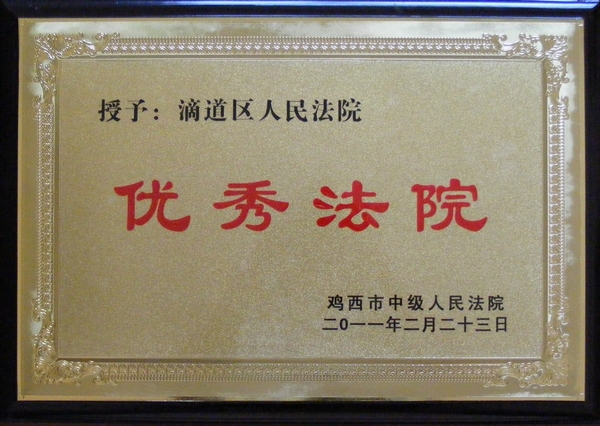 授予：滴道区人民法院
优秀法院
鸡西市中级人民法院
二〇一一年二月二十三日